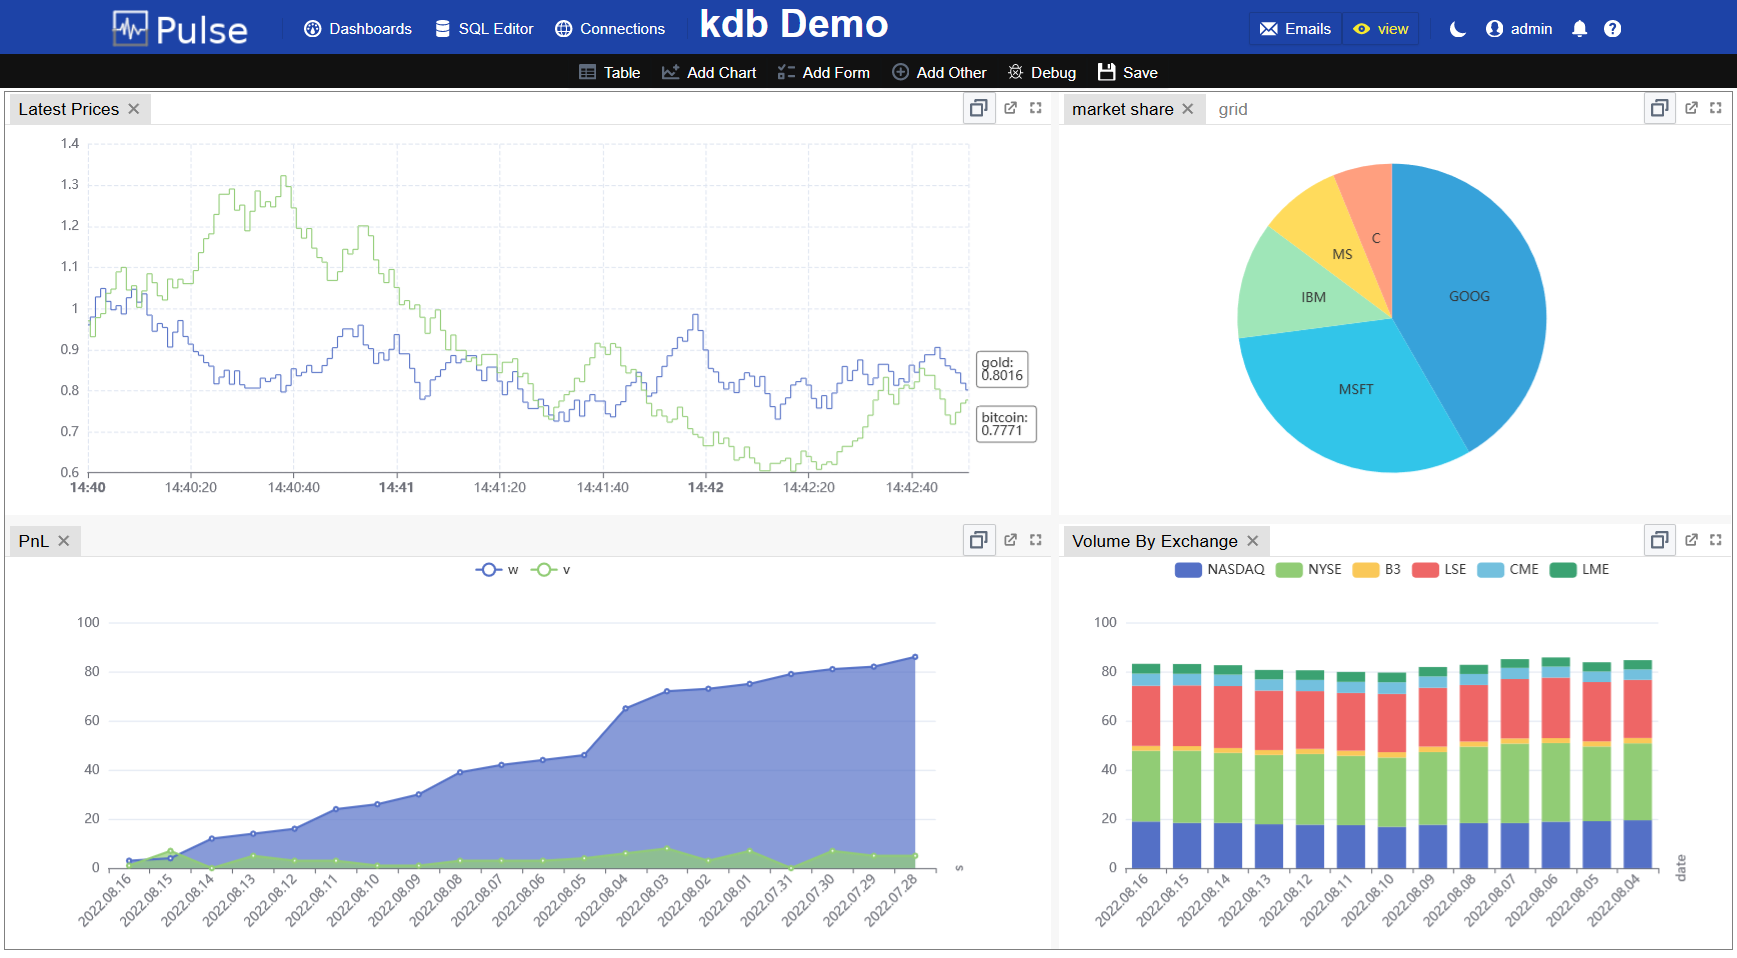 Pulse Dashboards SQL Editor Connections kdb Demo Emails view admin
Table Add Chart Add Form Add Other Debug Save
Latest Prices
1.4
1.3
1.2
1.1
1
0.9
0.8
0.7
0.6
14:40 14:40:20 14:40:40 14:41 14:41:20 14:41:40 14:42 14:42:20 14:42:40
gold:
0.8016
bitcoin:
0.7771
market share grid
C
MS
IBM
GOOG
MSFT
PnL
w v
100
80
60
40
20
0
s
2022.08.16 2022.08.15 2022.08.14 2022.08.13 2022.08.12 2022.08.11 2022.08.10 2022.08.09 2022.08.08 2022.08.07 2022.08.06 2022.08.05 2022.08.04 2022.08.03 2022.08.02 2022.08.01 2022.07.31 2022.07.30 2022.07.29 2022.07.28
Volume By Exchange
NASDAQ NYSE B3 LSE CME LME
100
80
60
40
20
0
date
2022.08.16 2022.08.15 2022.08.14 2022.08.13 2022.08.12 2022.08.11 2022.08.10 2022.08.09 2022.08.08 2022.08.07 2022.08.06 2022.08.05 2022.08.04